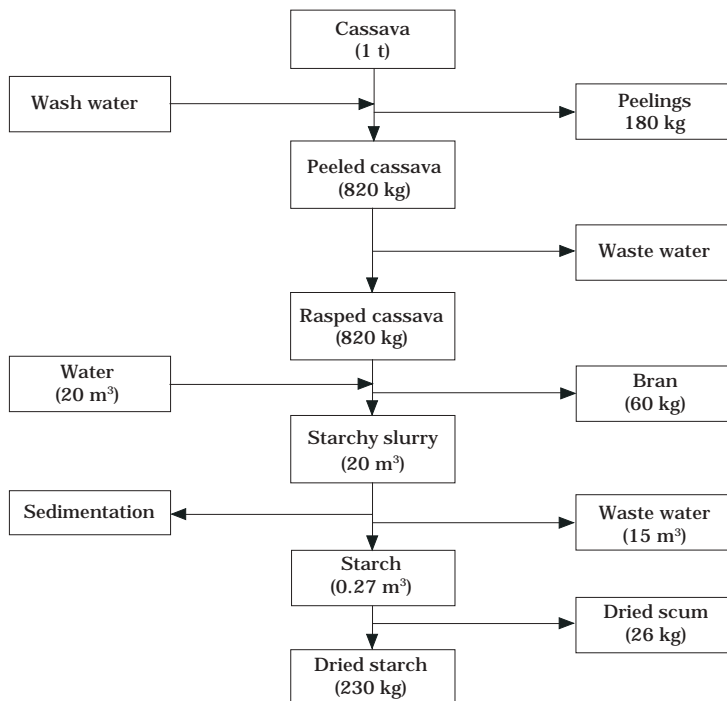 Cassava
(1 t)
Wash water
Peelings
180 kg
Peeled cassava
(820 kg)
Waste water
Rasped cassava
(820 kg)
Water
(20 m³)
Bran
(60 kg)
Starchy slurry
(20 m³)
Sedimentation
Waste water
(15 m³)
Starch
(0.27 m³)
Dried scum
(26 kg)
Dried starch
(230 kg)